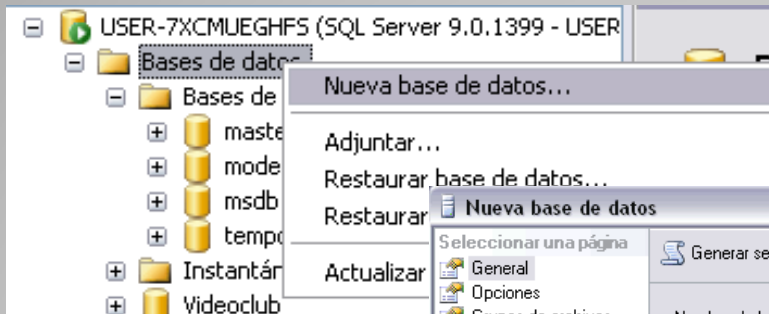 USER-7XCMUEGHFS (SQL Server 9.0.1399 - USER
Bases de datos
Bases de
maste
mode
msdb
tempo
Instantán
Videoclub
Nueva base de datos...
Adjuntar...
Restaurar base de datos...
Restaurar
Actualizar
Nueva base de datos
Seleccionar una página
General
Opciones
Generar se